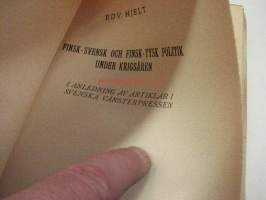 EDV. HJELT
FINSK-SVENSK OCH FINSK-TYSK POLITIK
UNDER KRIGSÅREN
I ANLEDNING AV ARTIKLAR I
SVENSKA VÄNSTERPRESSEN